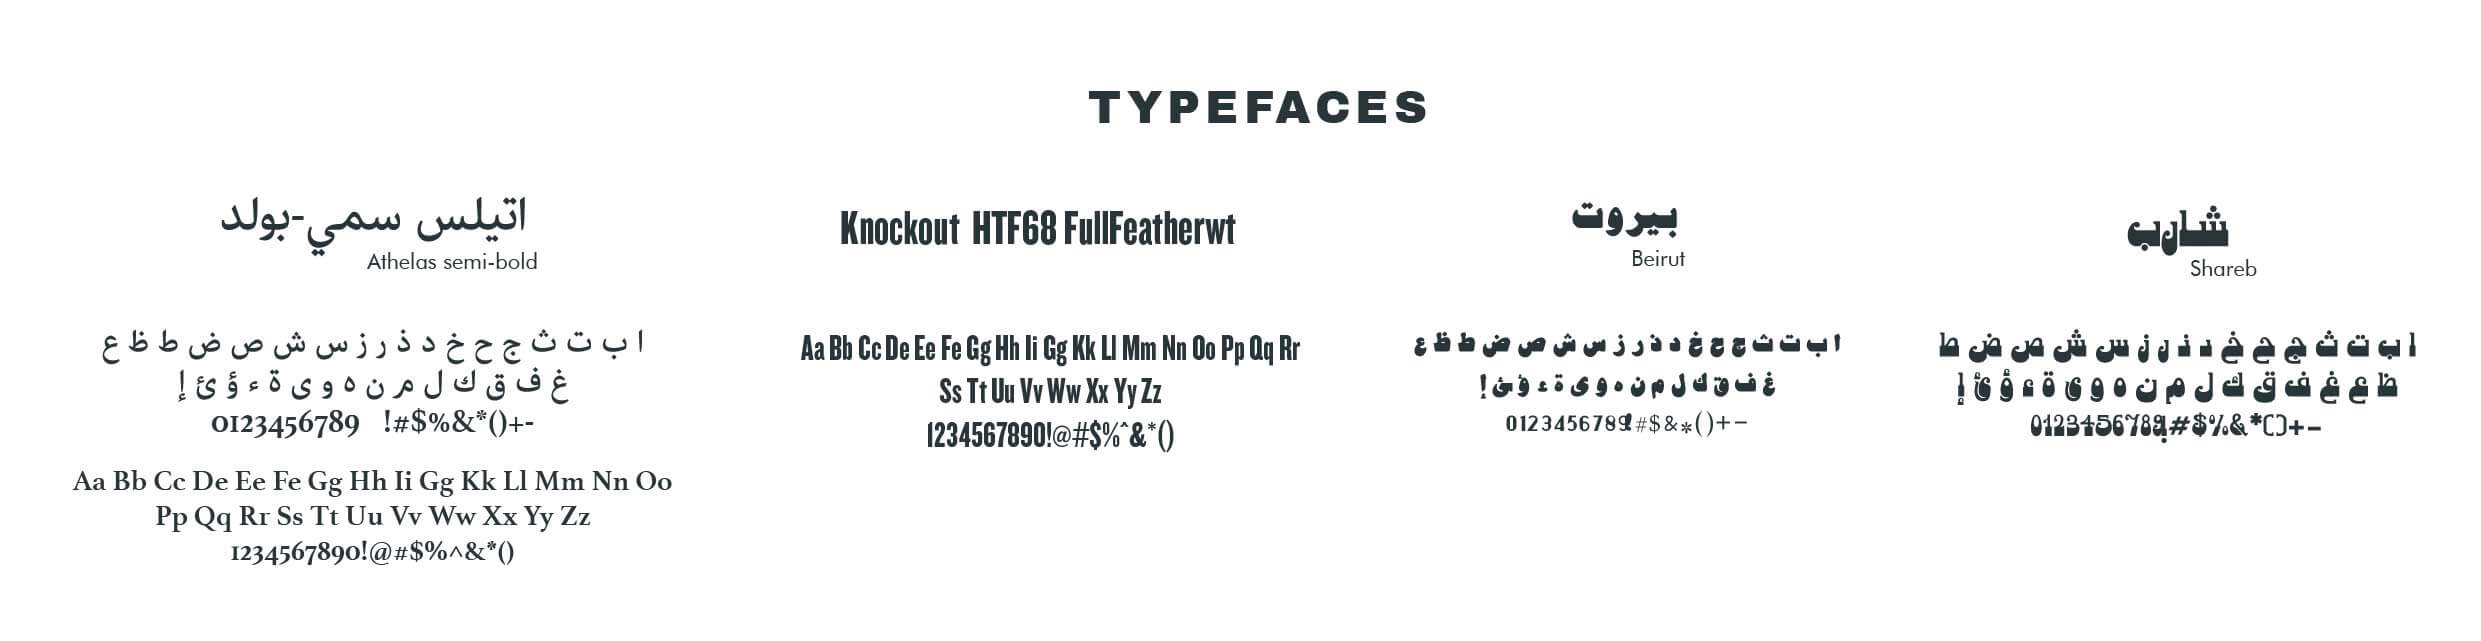 TYPEFACES
اتيلس سمي-بولد
Athelas semi-bold
ا ب ت ث ج ح خ د ذ ر ز س ش ص ض ط ظ ع
غ ف ق ك ل م ن ه و ى ة ء ؤ ئ إ
0123456789 !#$%&*()+-
Aa Bb Cc De Ee Fe Gg Hh Ii Gg Kk Ll Mm Nn Oo
Pp Qq Rr Ss Tt Uu Vv Ww Xx Yy Zz
1234567890!@#$%^&*()
Knockout HTF68 FullFeatherwt
Aa Bb Cc De Ee Fe Gg Hh Ii Gg Kk Ll Mm Nn Oo Pp Qq Rr
Ss Tt Uu Vv Ww Xx Yy Zz
1234567890!@#$%^&*()
بيروت
Beirut
ا ب ت ث ج ح خ د ذ ر ز س ش ص ض ط ظ ع
غ ف ق ك ل م ن ه و ى ة ء ؤ ئ إ
0123456789!#$&*()+-
شارب
Shareb
ا ب ت ث ج ح خ د ذ ر ز س ش ص ض ط
ظ ع غ ف ق ك ل م ن ه و ى ة ء ؤ ئ إ
0123456789!#$%&*()+-